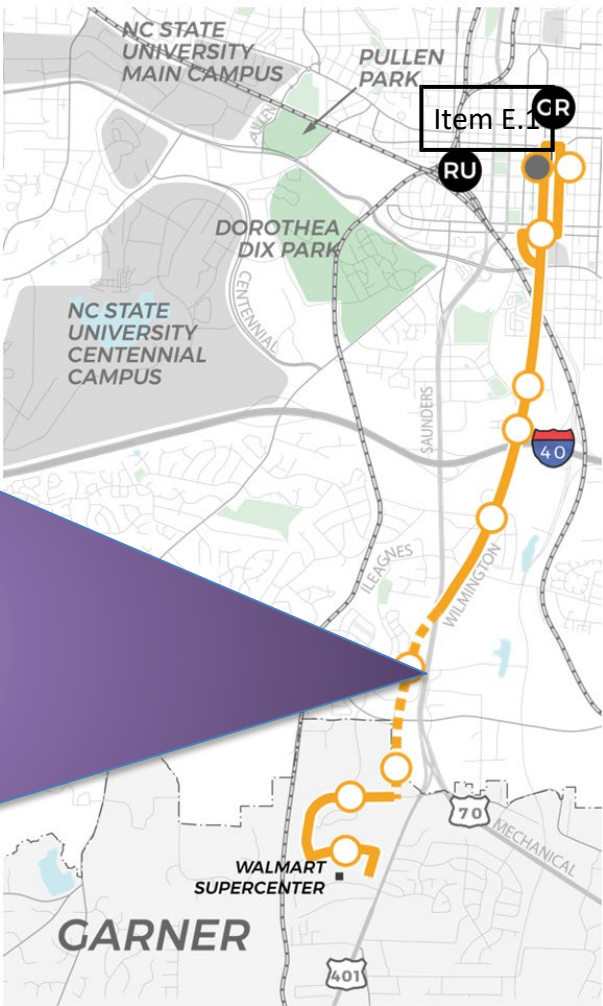 NC STATE
UNIVERSITY
MAIN CAMPUS
PULLEN
PARK
Item E.1
GR
RU
DOROTHEA
DIX PARK
CENTENNIAL
NC STATE
UNIVERSITY
CENTENNIAL
CAMPUS
SAUNDERS
40
ILEAGNES
WILMINGTON
70
MECHANICAL
WALMART
SUPERCENTER
GARNER
401